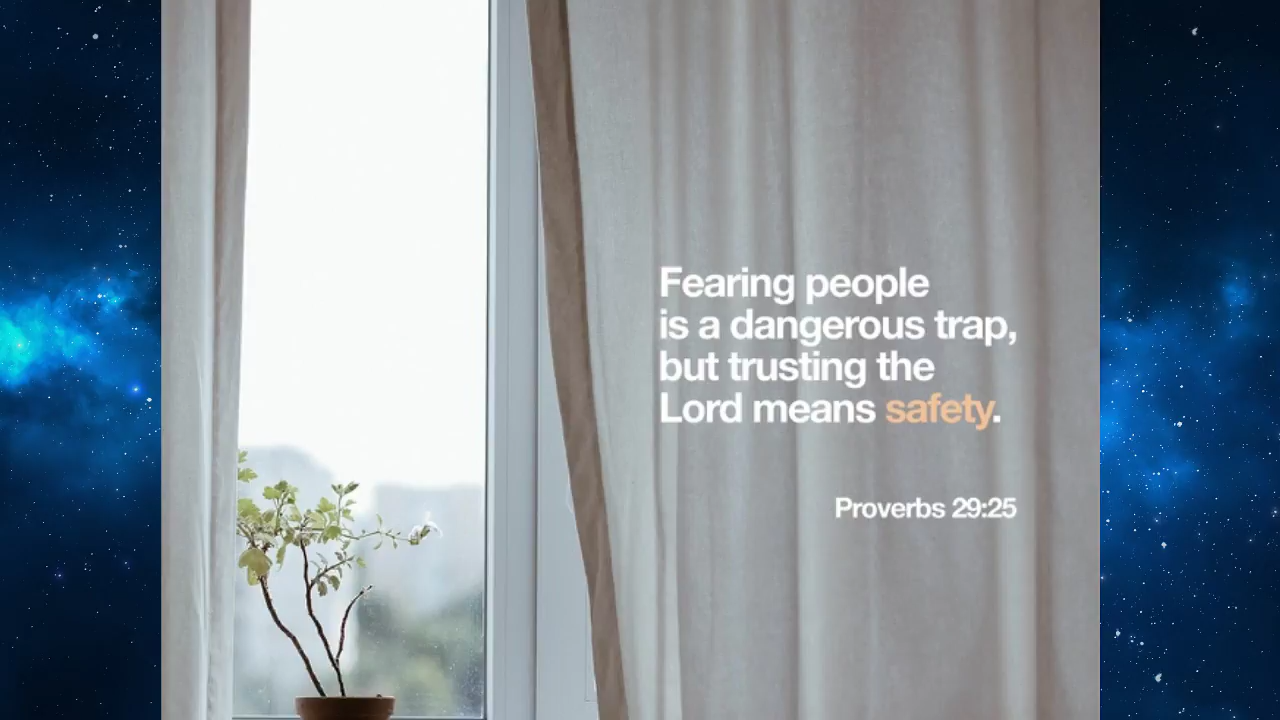 Fearing people
is a dangerous trap,
but trusting the
Lord means safety.
Proverbs 29:25